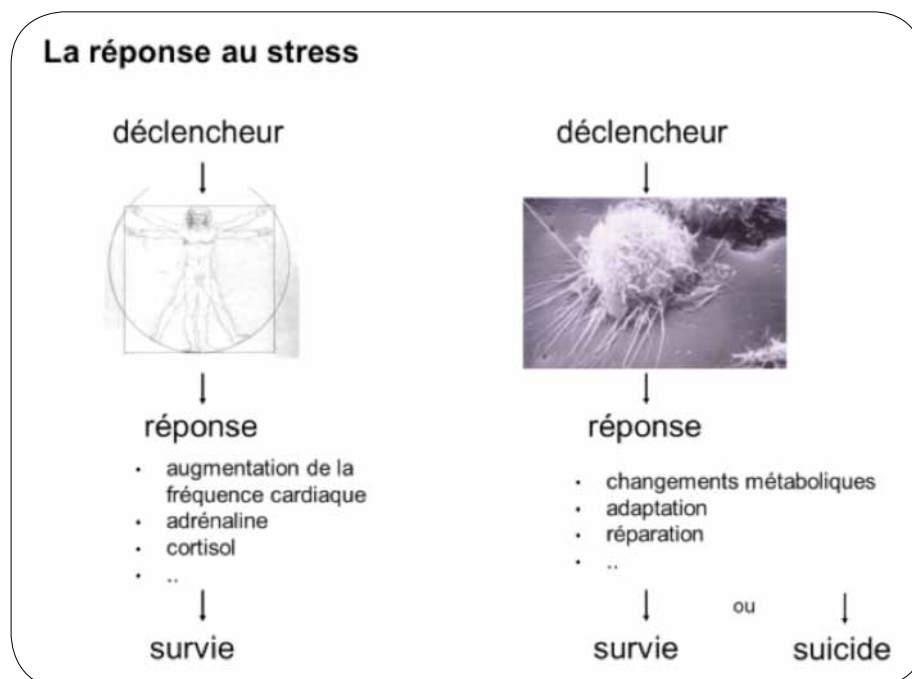 La réponse au stress
déclencheur
réponse
· augmentation de la
fréquence cardiaque
· adrénaline
· cortisol
· ..
survie
déclencheur
réponse
· changements métaboliques
· adaptation
· réparation
· ..
survie
ou
suicide